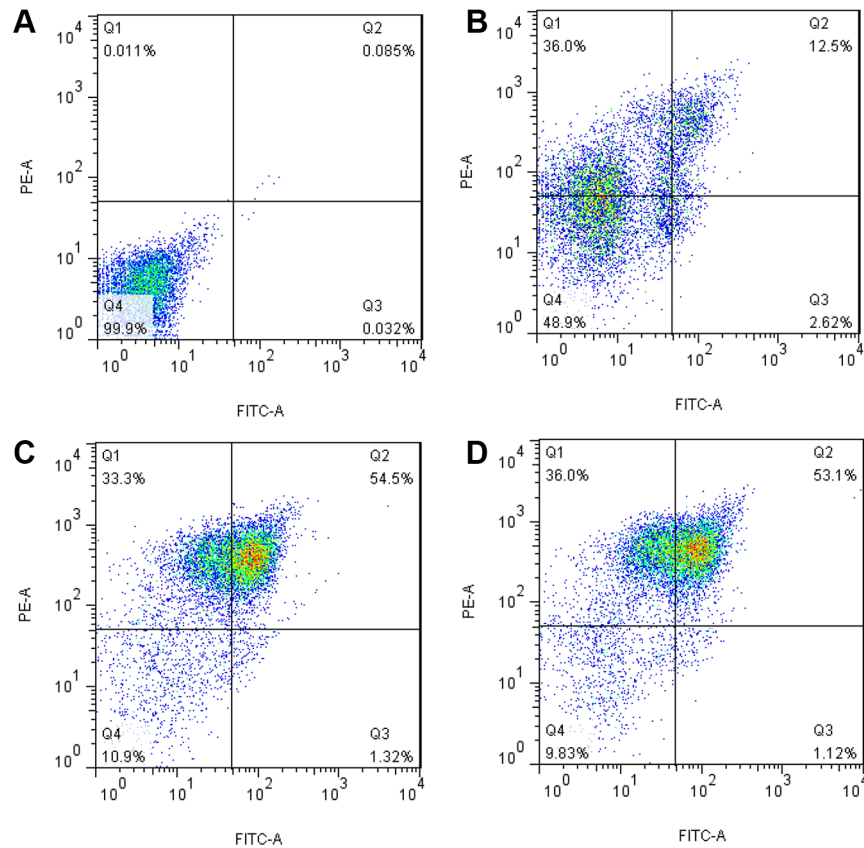 A
Q1
0.011%
Q2
0.085%
10^4
10^3
10^2
10^1
10^0
PE-A
Q4
99.9%
Q3
0.032%
10^0 10^1 10^2 10^3 10^4
FITC-A
B
Q1
36.0%
Q2
12.5%
10^4
10^3
10^2
10^1
10^0
PE-A
Q4
48.9%
Q3
2.62%
10^0 10^1 10^2 10^3 10^4
FITC-A
C
Q1
33.3%
Q2
54.5%
10^4
10^3
10^2
10^1
10^0
PE-A
Q4
10.9%
Q3
1.32%
10^0 10^1 10^2 10^3 10^4
FITC-A
D
Q1
36.0%
Q2
53.1%
10^4
10^3
10^2
10^1
10^0
PE-A
Q4
9.83%
Q3
1.12%
10^0 10^1 10^2 10^3 10^4
FITC-A